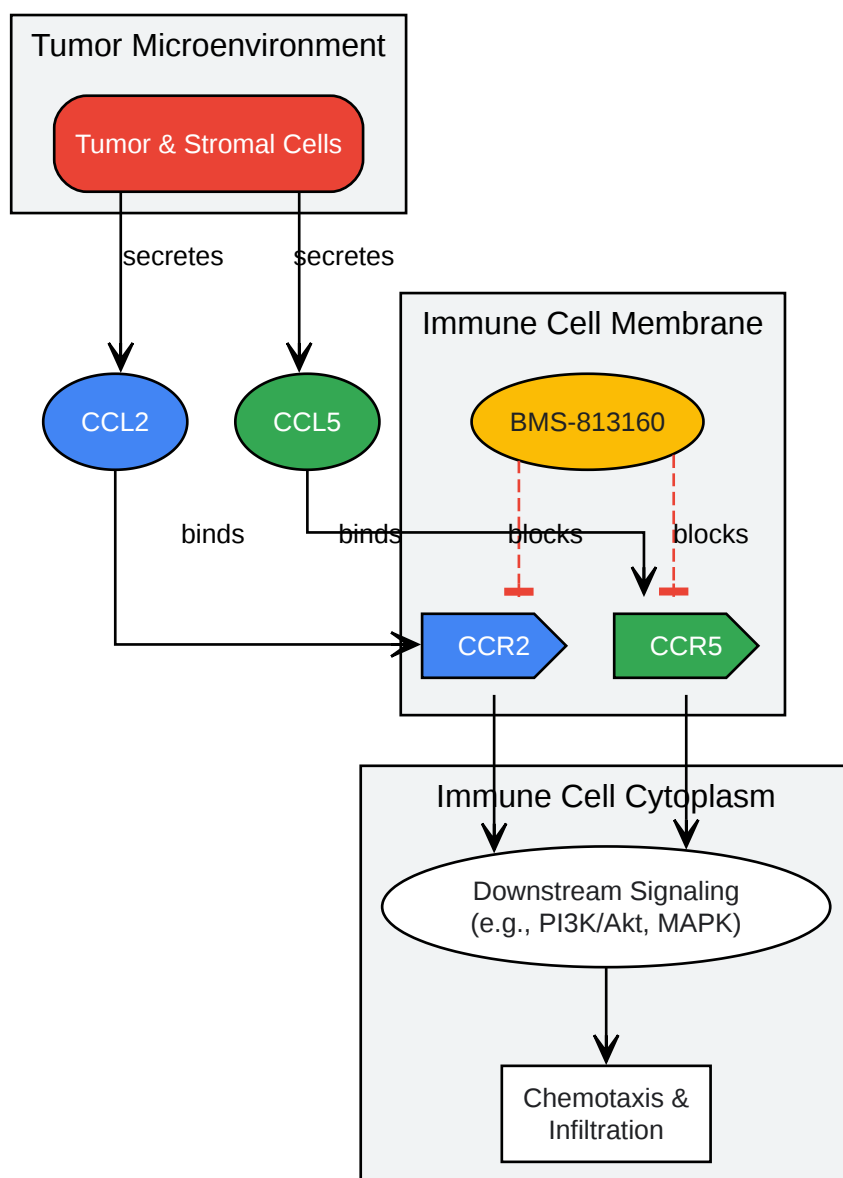 Tumor Microenvironment
Tumor & Stromal Cells
secretes
secretes
Immune Cell Membrane
CCL2
CCL5
BMS-813160
binds
binds
blocks
blocks
CCR2
CCR5
Immune Cell Cytoplasm
Downstream Signaling
(e.g., PI3K/Akt, MAPK)
Chemotaxis &
Infiltration